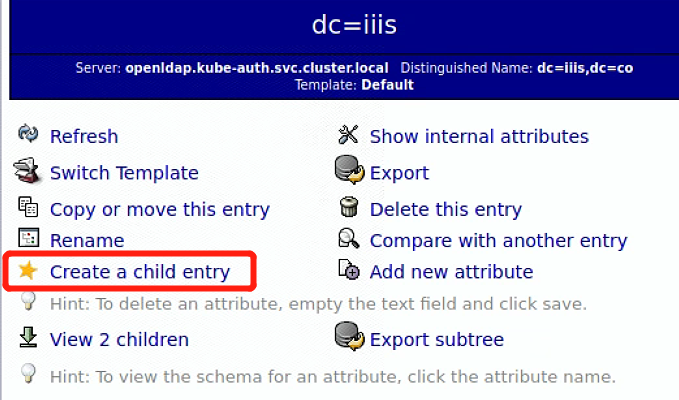 dc=iiis
Server: openldap.kube-auth.svc.cluster.local Distinguished Name: dc=iiis,dc=co
Template: Default
Refresh Show internal attributes
Switch Template Export
Copy or move this entry Delete this entry
Rename Compare with another entry
Create a child entry Add new attribute
Hint: To delete an attribute, empty the text field and click save.
View 2 children Export subtree
Hint: To view the schema for an attribute, click the attribute name.